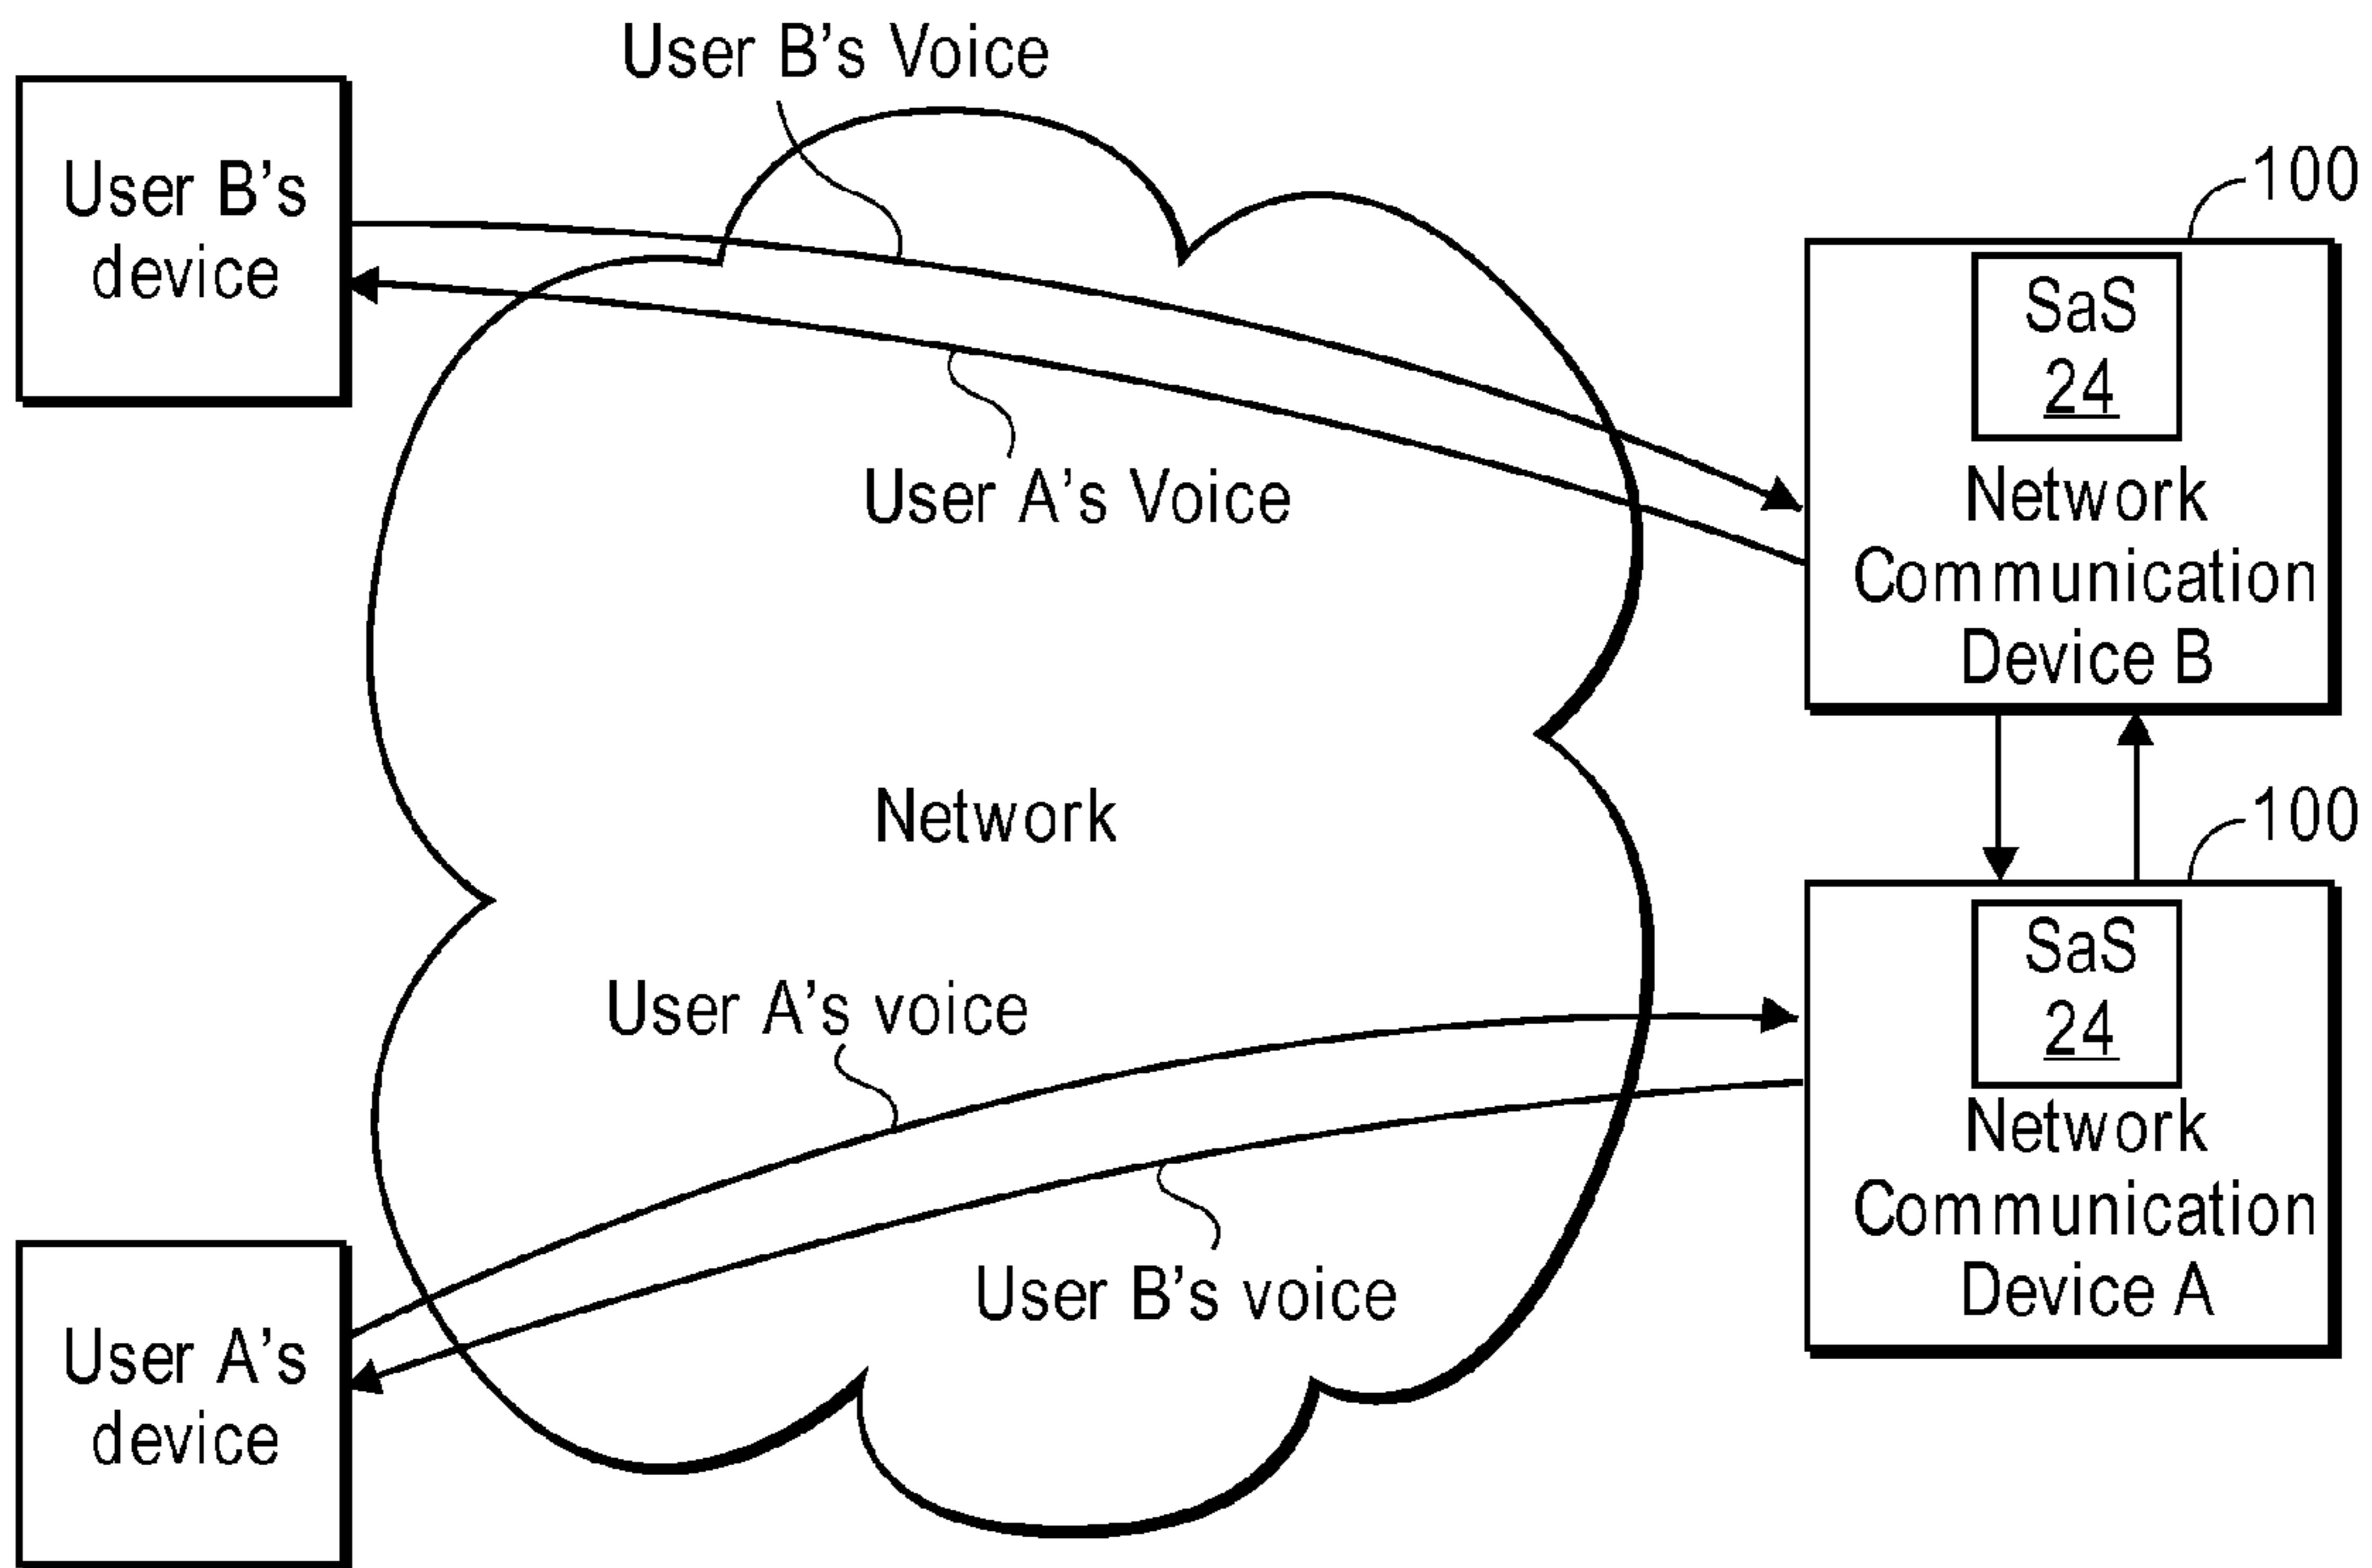 User B's Voice
User B's
device
100
SaS
24
Network
Communication
Device B
User A's Voice
Network
100
SaS
24
Network
Communication
Device A
User A's voice
User B's voice
User A's
device